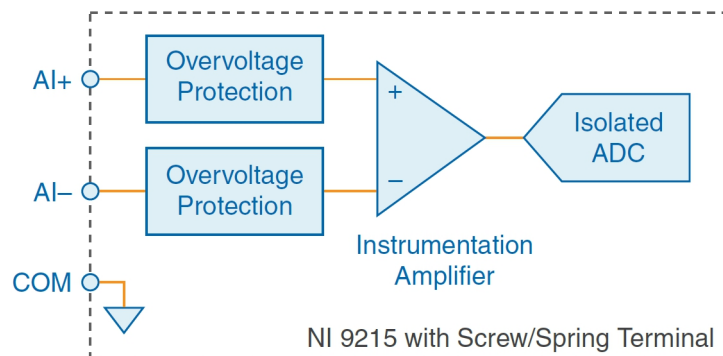 Overvoltage
Protection
AI+
+
Isolated
ADC
Overvoltage
Protection
AI–
–
Instrumentation
Amplifier
COM
NI 9215 with Screw/Spring Terminal